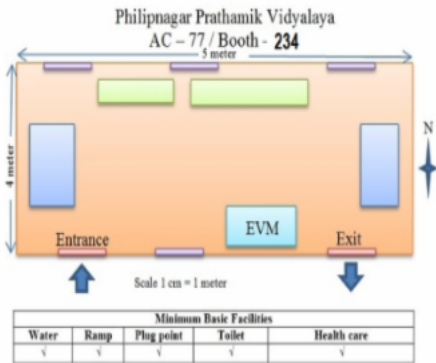 Philipnagar Prathamik Vidyalaya
AC – 77 / Booth - 234
5 meter
4 meter
N
EVM
Entrance
Exit
Scale 1 cm = 1 meter
Minimum Basic Facilities
Water Ramp Plug point Toilet Health care
√ √ √ √ √